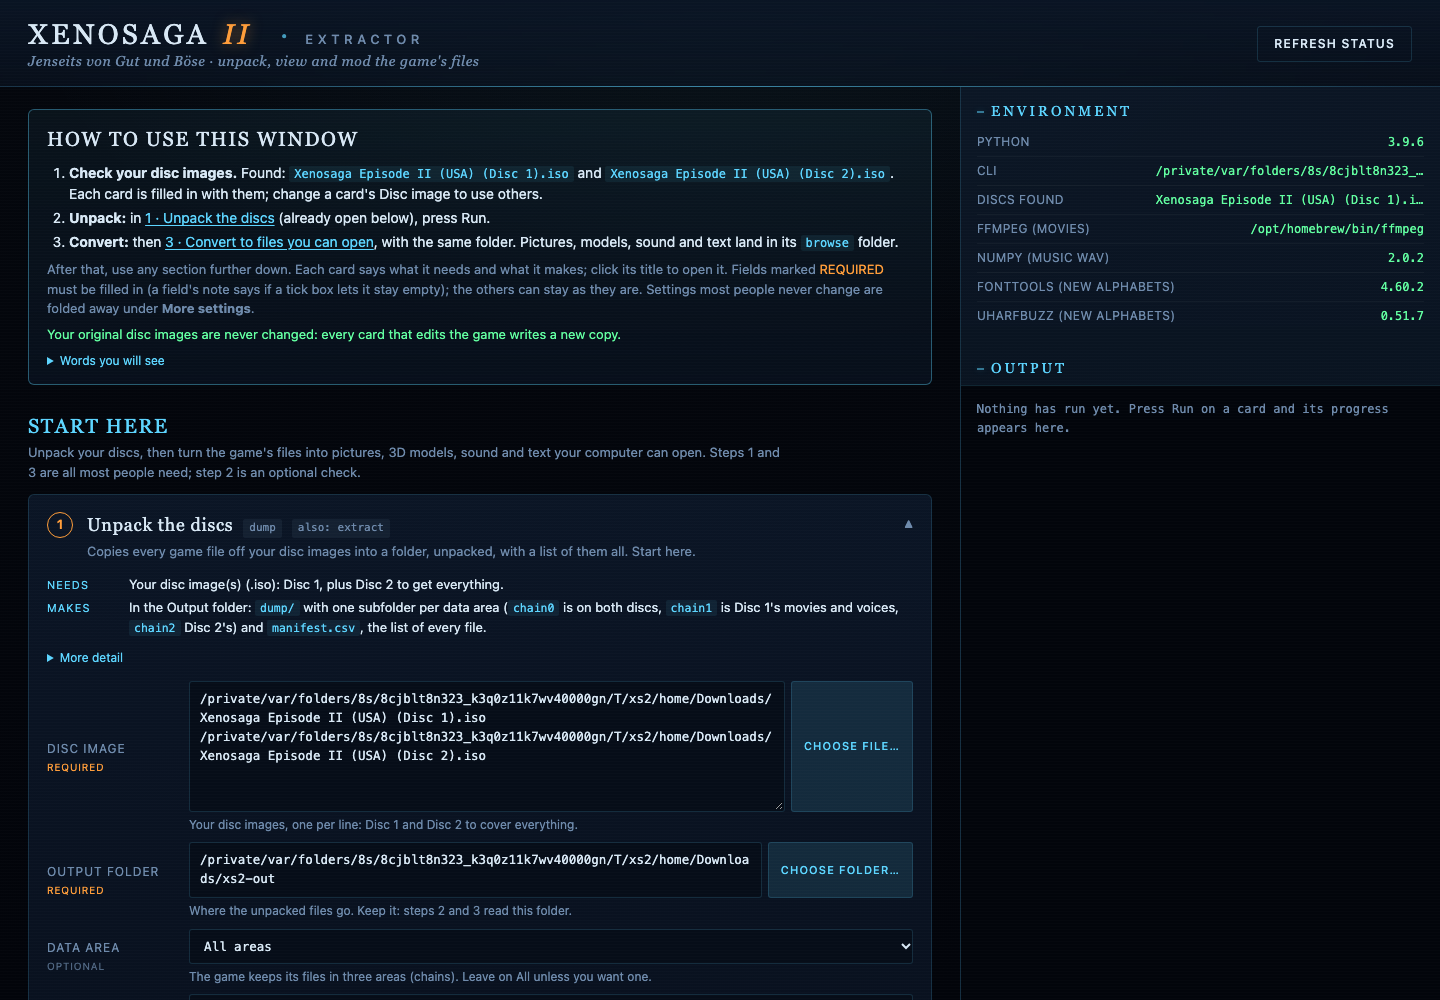 XENOSAGA II • EXTRACTOR
Jenseits von Gut und Böse · unpack, view and mod the game's files
REFRESH STATUS
HOW TO USE THIS WINDOW
1. Check your disc images. Found: Xenosaga Episode II (USA) (Disc 1).iso and Xenosaga Episode II (USA) (Disc 2).iso.
Each card is filled in with them; change a card's Disc image to use others.
2. Unpack: in 1 · Unpack the discs (already open below), press Run.
3. Convert: then 3 · Convert to files you can open, with the same folder. Pictures, models, sound and text land in its browse folder.
After that, use any section further down. Each card says what it needs and what it makes; click its title to open it. Fields marked REQUIRED
must be filled in (a field's note says if a tick box lets it stay empty); the others can stay as they are. Settings most people never change are
folded away under More settings.
Your original disc images are never changed: every card that edits the game writes a new copy.
▶ Words you will see
START HERE
Unpack your discs, then turn the game's files into pictures, 3D models, sound and text your computer can open. Steps 1 and
3 are all most people need; step 2 is an optional check.
1 Unpack the discs dump also: extract ▲
Copies every game file off your disc images into a folder, unpacked, with a list of them all. Start here.
NEEDS Your disc image(s) (.iso): Disc 1, plus Disc 2 to get everything.
MAKES In the Output folder: dump/ with one subfolder per data area ( chain0 is on both discs, chain1 is Disc 1's movies and voices,
chain2 Disc 2's) and manifest.csv, the list of every file.
▶ More detail
DISC IMAGE
REQUIRED
/private/var/folders/8s/8cjblt8n323_k3q0z11k7wv40000gn/T/xs2/home/Downloads/
Xenosaga Episode II (USA) (Disc 1).iso
/private/var/folders/8s/8cjblt8n323_k3q0z11k7wv40000gn/T/xs2/home/Downloads/
Xenosaga Episode II (USA) (Disc 2).iso
CHOOSE FILE…
Your disc images, one per line: Disc 1 and Disc 2 to cover everything.
OUTPUT FOLDER
REQUIRED
/private/var/folders/8s/8cjblt8n323_k3q0z11k7wv40000gn/T/xs2/home/Downloa
ds/xs2-out
CHOOSE FOLDER…
Where the unpacked files go. Keep it: steps 2 and 3 read this folder.
DATA AREA
OPTIONAL
All areas
The game keeps its files in three areas (chains). Leave on All unless you want one.
– ENVIRONMENT
PYTHON 3.9.6
CLI /private/var/folders/8s/8cjblt8n323_…
DISCS FOUND Xenosaga Episode II (USA) (Disc 1).i…
FFMPEG (MOVIES) /opt/homebrew/bin/ffmpeg
NUMPY (MUSIC WAV) 2.0.2
FONTTOOLS (NEW ALPHABETS) 4.60.2
UHARFBUZZ (NEW ALPHABETS) 0.51.7
– OUTPUT
Nothing has run yet. Press Run on a card and its progress
appears here.